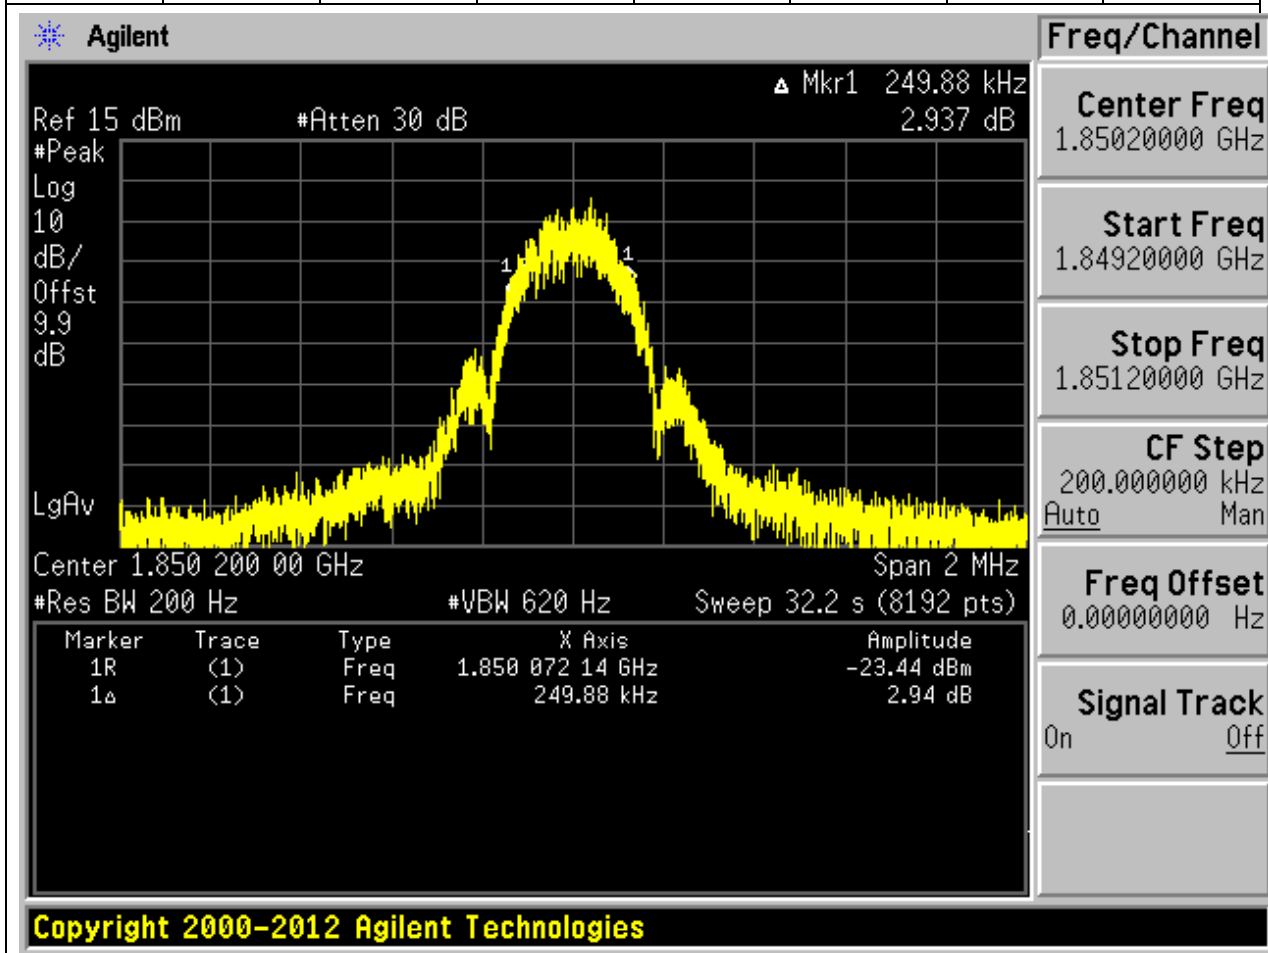 Agilent
Freq/Channel
▵ Mkr1 249.88 kHz
Ref 15 dBm #Atten 30 dB 2.937 dB
#Peak
Log
10
dB/
Offst
9.9
dB
1 1
LgAv
Center 1.850 200 00 GHz Span 2 MHz
#Res BW 200 Hz #VBW 620 Hz Sweep 32.2 s (8192 pts)
Marker Trace Type X Axis Amplitude
1R (1) Freq 1.850 072 14 GHz -23.44 dBm
1▵ (1) Freq 249.88 kHz 2.94 dB
Center Freq
1.85020000 GHz
Start Freq
1.84920000 GHz
Stop Freq
1.85120000 GHz
CF Step
200.000000 kHz
Auto Man
Freq Offset
0.00000000 Hz
Signal Track
On Off
Copyright 2000-2012 Agilent Technologies